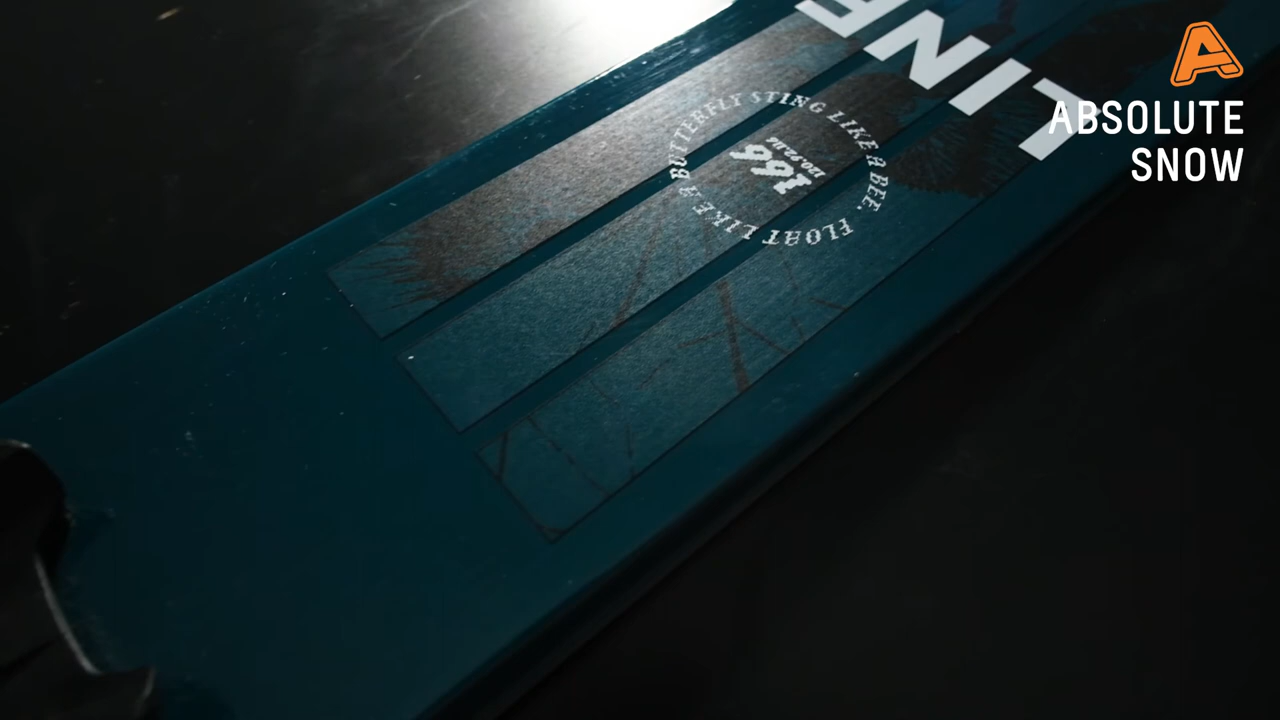 LINE
FLOAT LIKE A BUTTERFLY STING LIKE A BEE.
166
A
ABSOLUTE
SNOW